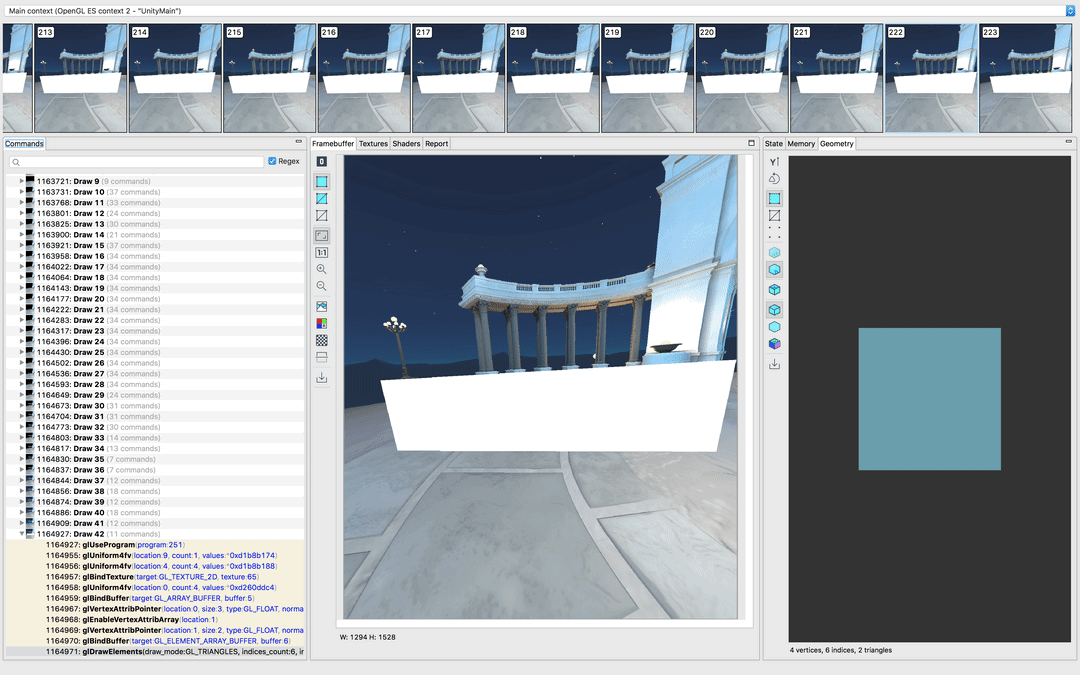 Main context (OpenGL ES context 2 - "UnityMain")
213 214 215 216 217 218 219 220 221 222 223
Commands
Regex
1163721: Draw 9 (9 commands)
1163731: Draw 10 (37 commands)
1163768: Draw 11 (33 commands)
1163801: Draw 12 (24 commands)
1163825: Draw 13 (30 commands)
1163900: Draw 14 (21 commands)
1163921: Draw 15 (37 commands)
1163958: Draw 16 (34 commands)
1164022: Draw 17 (34 commands)
1164064: Draw 18 (34 commands)
1164143: Draw 19 (34 commands)
1164177: Draw 20 (34 commands)
1164222: Draw 21 (34 commands)
1164283: Draw 22 (34 commands)
1164317: Draw 23 (34 commands)
1164396: Draw 24 (34 commands)
1164430: Draw 25 (34 commands)
1164502: Draw 26 (34 commands)
1164536: Draw 27 (34 commands)
1164593: Draw 28 (34 commands)
1164649: Draw 29 (24 commands)
1164673: Draw 30 (31 commands)
1164704: Draw 31 (31 commands)
1164773: Draw 32 (30 commands)
1164803: Draw 33 (14 commands)
1164817: Draw 34 (13 commands)
1164830: Draw 35 (7 commands)
1164837: Draw 36 (7 commands)
1164844: Draw 37 (12 commands)
1164856: Draw 38 (18 commands)
1164874: Draw 39 (12 commands)
1164886: Draw 40 (18 commands)
1164909: Draw 41 (12 commands)
1164927: Draw 42 (11 commands)
1164927: glUseProgram(program:251)
1164955: glUniform4fv(location:9, count:1, values:*0xd1b8b174)
1164956: glUniform4fv(location:4, count:4, values:*0xd1b8b188)
1164957: glBindTexture(target:GL_TEXTURE_2D, texture:65)
1164958: glUniform4fv(location:0, count:4, values:*0xd260ddc4)
1164959: glBindBuffer(target:GL_ARRAY_BUFFER, buffer:5)
1164967: glVertexAttribPointer(location:0, size:3, type:GL_FLOAT, norma
1164968: glEnableVertexAttribArray(location:1)
1164969: glVertexAttribPointer(location:1, size:2, type:GL_FLOAT, norma
1164970: glBindBuffer(target:GL_ELEMENT_ARRAY_BUFFER, buffer:6)
1164971: glDrawElements(draw_mode:GL_TRIANGLES, indices_count:6, ir
Framebuffer Textures Shaders Report
0
1:1
W: 1294 H: 1528
State Memory Geometry
Y↑
4 vertices, 6 indices, 2 triangles